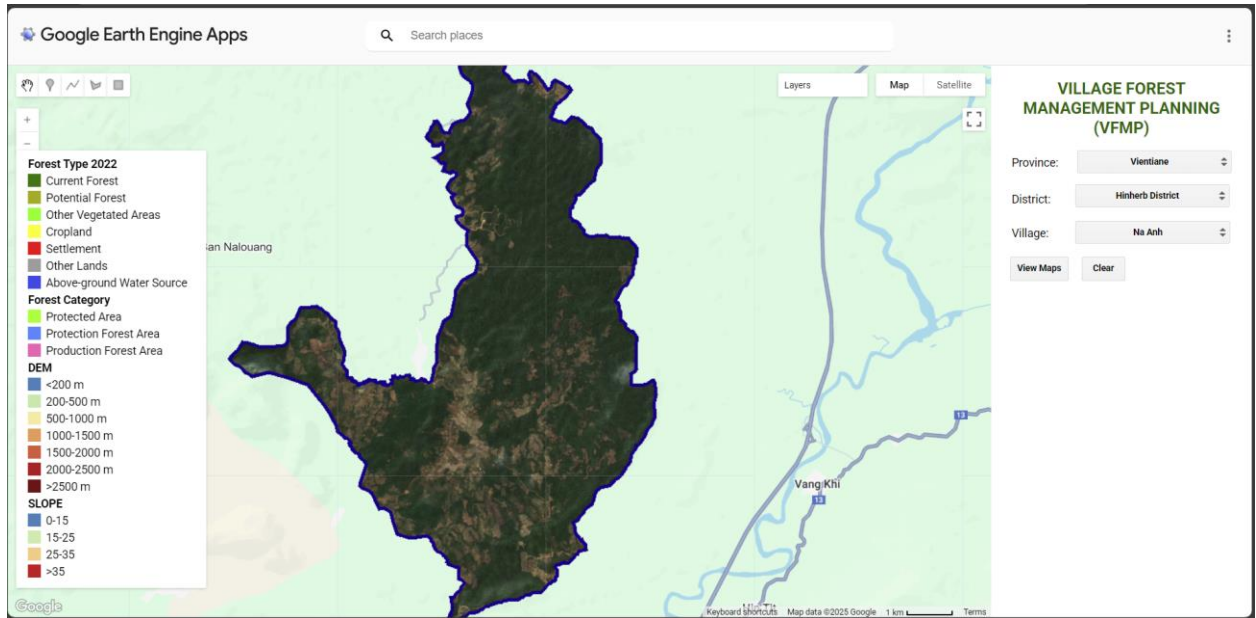 Google Earth Engine Apps
Search places
Layers
Map
Satellite
+
−
Forest Type 2022
Current Forest
Potential Forest
Other Vegetated Areas
Cropland
Settlement
Other Lands
Above-ground Water Source
Forest Category
Protected Area
Protection Forest Area
Production Forest Area
DEM
<200 m
200-500 m
500-1000 m
1000-1500 m
1500-2000 m
2000-2500 m
>2500 m
SLOPE
0-15
15-25
25-35
>35
Nalouang
13
Vang Khi
13
Google
Keyboard shortcuts
Map data ©2025 Google
1 km
Terms
VILLAGE FOREST
MANAGEMENT PLANNING
(VFMP)
Province: Vientiane
District: Hinherb District
Village: Na Anh
View Maps
Clear